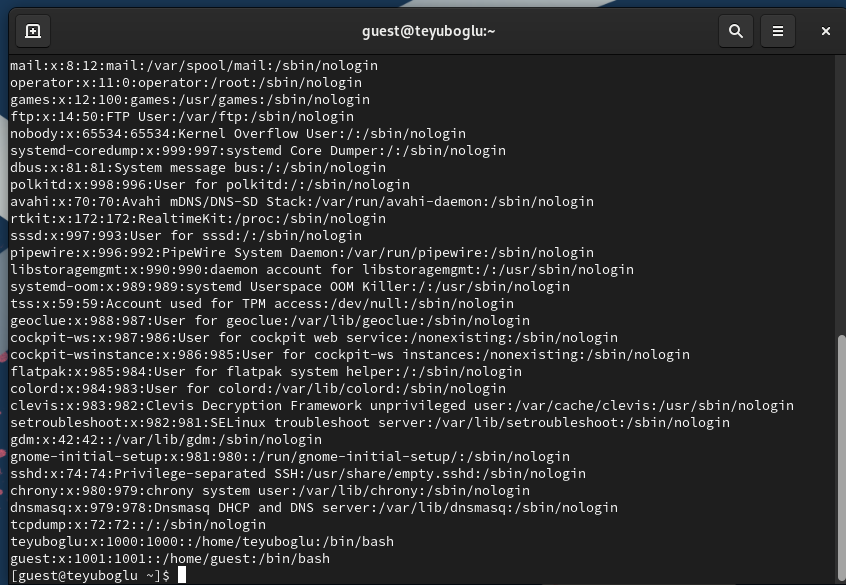 guest@teyuboglu:~
mail:x:8:12:mail:/var/spool/mail:/sbin/nologin
operator:x:11:0:operator:/root:/sbin/nologin
games:x:12:100:games:/usr/games:/sbin/nologin
ftp:x:14:50:FTP User:/var/ftp:/sbin/nologin
nobody:x:65534:65534:Kernel Overflow User:/:/sbin/nologin
systemd-coredump:x:999:997:systemd Core Dumper:/:/sbin/nologin
dbus:x:81:81:System message bus:/:/sbin/nologin
polkitd:x:998:996:User for polkitd:/:/sbin/nologin
avahi:x:70:70:Avahi mDNS/DNS-SD Stack:/var/run/avahi-daemon:/sbin/nologin
rtkit:x:172:172:RealtimeKit:/proc:/sbin/nologin
sssd:x:997:993:User for sssd:/:/sbin/nologin
pipewire:x:996:992:PipeWire System Daemon:/var/run/pipewire:/sbin/nologin
libstoragemgmt:x:990:990:daemon account for libstoragemgmt:/:/usr/sbin/nologin
systemd-oom:x:989:989:systemd Userspace OOM Killer:/:/usr/sbin/nologin
tss:x:59:59:Account used for TPM access:/dev/null:/sbin/nologin
geoclue:x:988:987:User for geoclue:/var/lib/geoclue:/sbin/nologin
cockpit-ws:x:987:986:User for cockpit web service:/nonexisting:/sbin/nologin
cockpit-wsinstance:x:986:985:User for cockpit-ws instances:/nonexisting:/sbin/nologin
flatpak:x:985:984:User for flatpak system helper:/:/sbin/nologin
colord:x:984:983:User for colord:/var/lib/colord:/sbin/nologin
clevis:x:983:982:Clevis Decryption Framework unprivileged user:/var/cache/clevis:/usr/sbin/nologin
setroubleshoot:x:982:981:SELinux troubleshoot server:/var/lib/setroubleshoot:/sbin/nologin
gdm:x:42:42::/var/lib/gdm:/sbin/nologin
gnome-initial-setup:x:981:980::/run/gnome-initial-setup/:/sbin/nologin
sshd:x:74:74:Privilege-separated SSH:/usr/share/empty.sshd:/sbin/nologin
chrony:x:980:979:chrony system user:/var/lib/chrony:/sbin/nologin
dnsmasq:x:979:978:Dnsmasq DHCP and DNS server:/var/lib/dnsmasq:/sbin/nologin
tcpdump:x:72:72::/:/sbin/nologin
teyuboglu:x:1000:1000::/home/teyuboglu:/bin/bash
guest:x:1001:1001::/home/guest:/bin/bash
[guest@teyuboglu ~]$